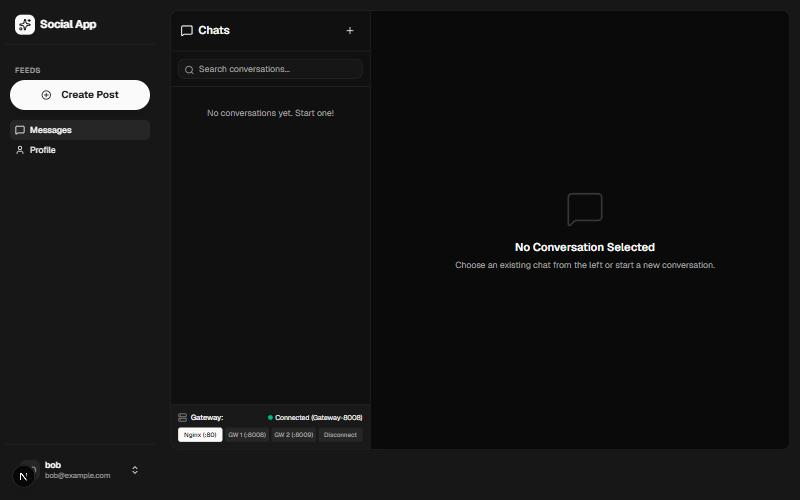 Social App
FEEDS
Create Post
Messages
Profile
bob
bob@example.com
N
Chats
+
Search conversations...
No conversations yet. Start one!
Gateway:
Connected (Gateway-8008)
Nginx (:80)
GW 1 (:8008)
GW 2 (:8009)
Disconnect
No Conversation Selected
Choose an existing chat from the left or start a new conversation.